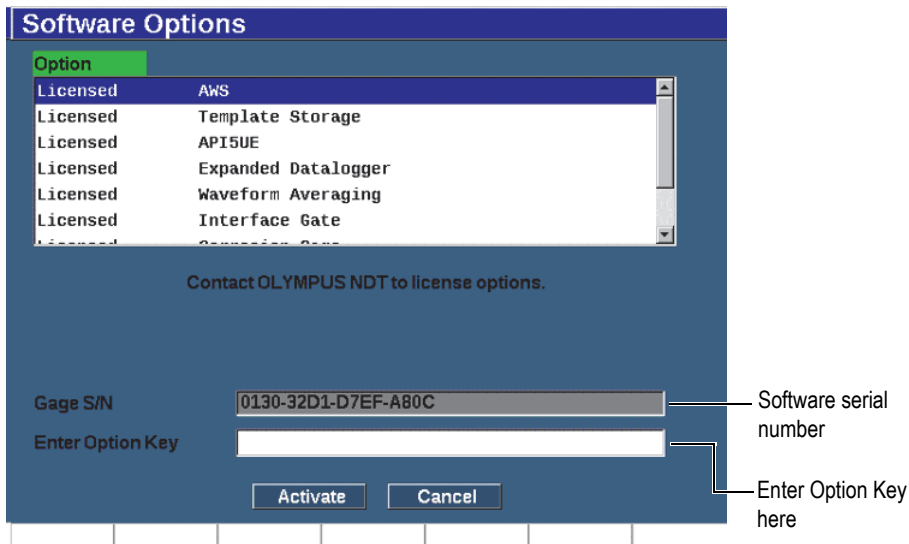 Software Options
Option
Licensed AWS
Licensed Template Storage
Licensed API5UE
Licensed Expanded Datalogger
Licensed Waveform Averaging
Licensed Interface Gate
Contact OLYMPUS NDT to license options.
Gage S/N 0130-32D1-D7EF-A80C
Software serial
number
Enter Option Key
Enter Option Key
here
Activate Cancel